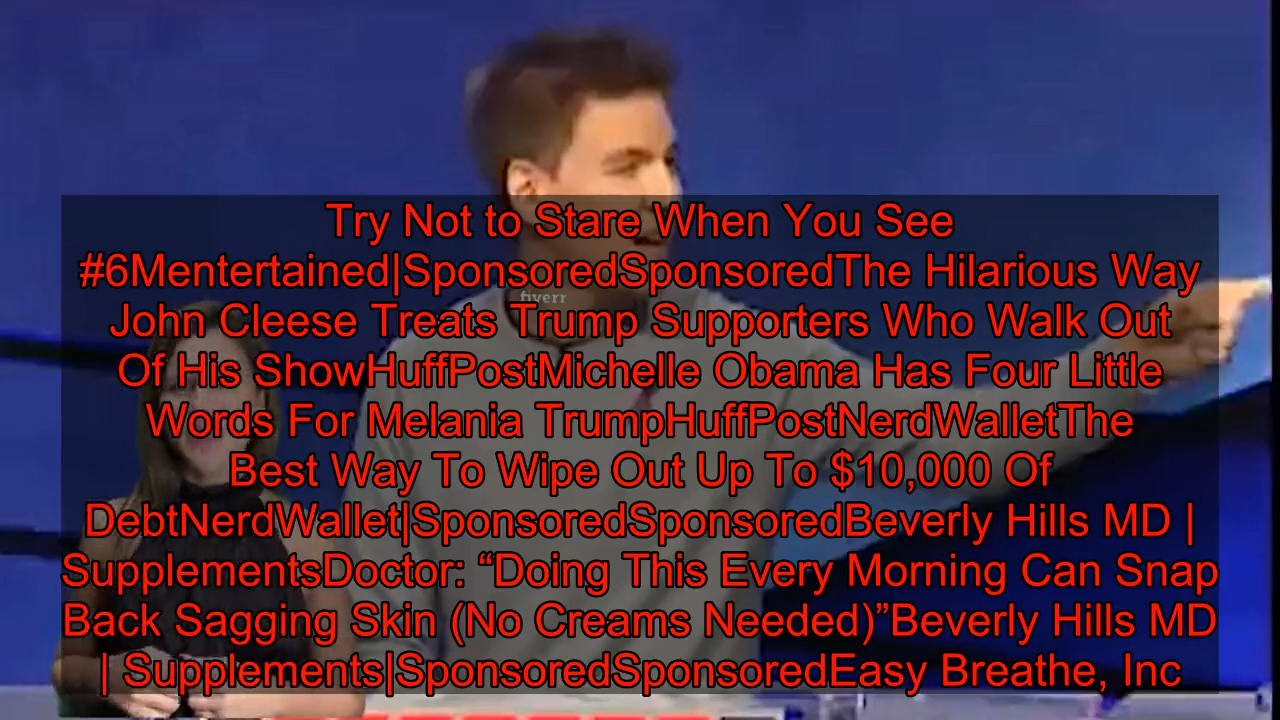 Try Not to Stare When You See
#6Mentertained|SponsoredSponsoredThe Hilarious Way
fiverr
John Cleese Treats Trump Supporters Who Walk Out
Of His ShowHuffPostMichelle Obama Has Four Little
Words For Melania TrumpHuffPostNerdWalletThe
Best Way To Wipe Out Up To $10,000 Of
DebtNerdWallet|SponsoredSponsoredBeverly Hills MD |
SupplementsDoctor: “Doing This Every Morning Can Snap
Back Sagging Skin (No Creams Needed)”Beverly Hills MD
| Supplements|SponsoredSponsoredEasy Breathe, Inc